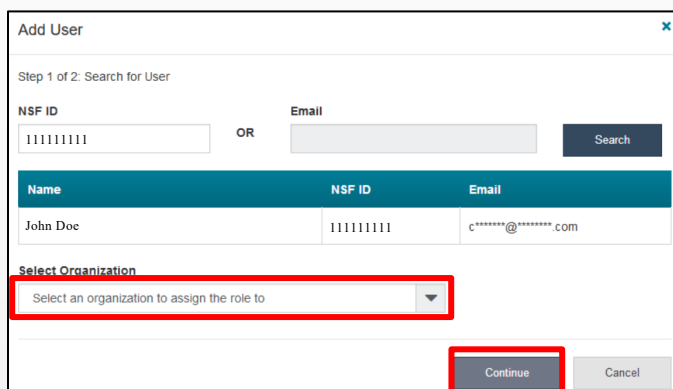 Add User
×
Step 1 of 2: Search for User
NSF ID
Email
111111111
OR
Search
Name NSF ID Email
John Doe 111111111 c*******@********.com
Select Organization
Select an organization to assign the role to
Continue Cancel